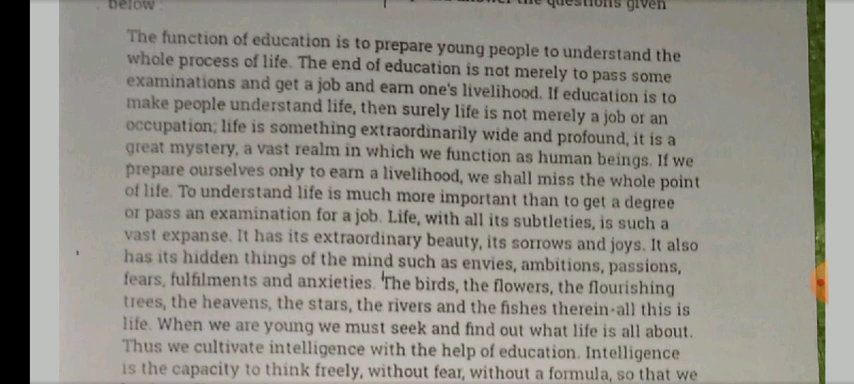 below
the questions given
The function of education is to prepare young people to understand the
whole process of life. The end of education is not merely to pass some
examinations and get a job and earn one's livelihood. If education is to
make people understand life, then surely life is not merely a job or an
occupation; life is something extraordinarily wide and profound, it is a
great mystery, a vast realm in which we function as human beings. If we
prepare ourselves only to earn a livelihood, we shall miss the whole point
of life. To understand life is much more important than to get a degree
or pass an examination for a job. Life, with all its subtleties, is such a
vast expanse. It has its extraordinary beauty, its sorrows and joys. It also
has its hidden things of the mind such as envies, ambitions, passions,
fears, fulfilments and anxieties. The birds, the flowers, the flourishing
trees, the heavens, the stars, the rivers and the fishes therein-all this is
life. When we are young we must seek and find out what life is all about.
Thus we cultivate intelligence with the help of education. Intelligence
is the capacity to think freely, without fear, without a formula, so that we